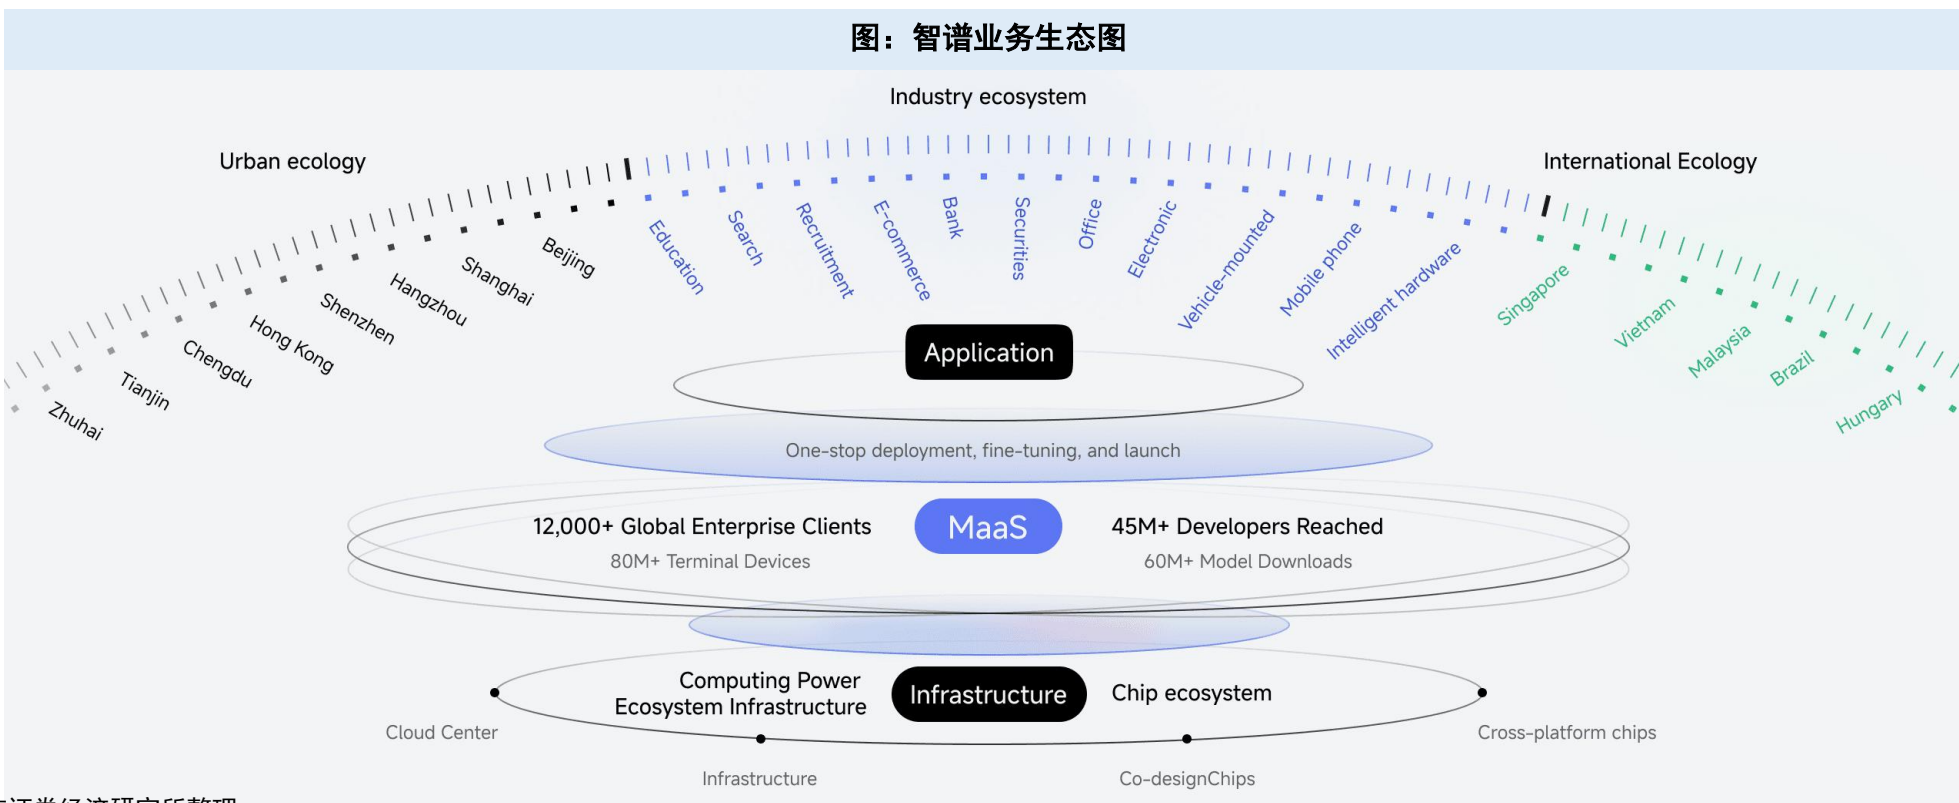 图：智谱业务生态图
Industry ecosystem
Urban ecology
International Ecology
Zhuhai
Tianjin
Chengdu
Hong Kong
Shenzhen
Hangzhou
Shanghai
Beijing
Education
Search
Recruitment
E-commerce
Bank
Securities
Office
Electronic
Vehicle-mounted
Mobile phone
Intelligent hardware
Singapore
Vietnam
Malaysia
Brazil
Hungary
Application
One-stop deployment, fine-tuning, and launch
12,000+ Global Enterprise Clients
80M+ Terminal Devices
MaaS
45M+ Developers Reached
60M+ Model Downloads
Computing Power
Ecosystem Infrastructure
Infrastructure
Chip ecosystem
Cloud Center
Infrastructure
Co-designChips
Cross-platform chips